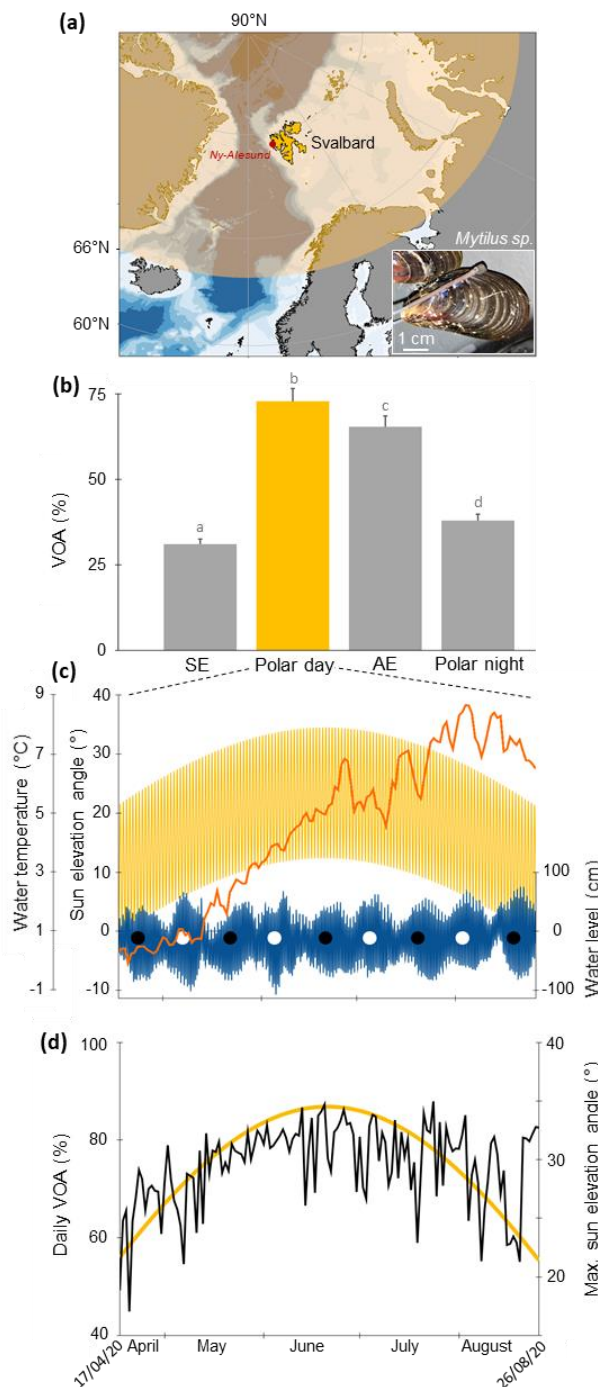 (a)
90°N
Svalbard
Ny-Alesund
66°N
60°N
Mytilus sp.
1 cm
(b)
VOA (%)
75
50
25
0
a
b
c
d
SE Polar day AE Polar night
(c)
Water temperature (°C)
9
7
5
3
1
-1
Sun elevation angle (°)
40
30
20
10
0
-10
Water level (cm)
100
0
-100
(d)
Daily VOA (%)
100
80
60
40
Max. sun elevation angle (°)
40
30
20
17/04/20 April May June July August 26/08/20